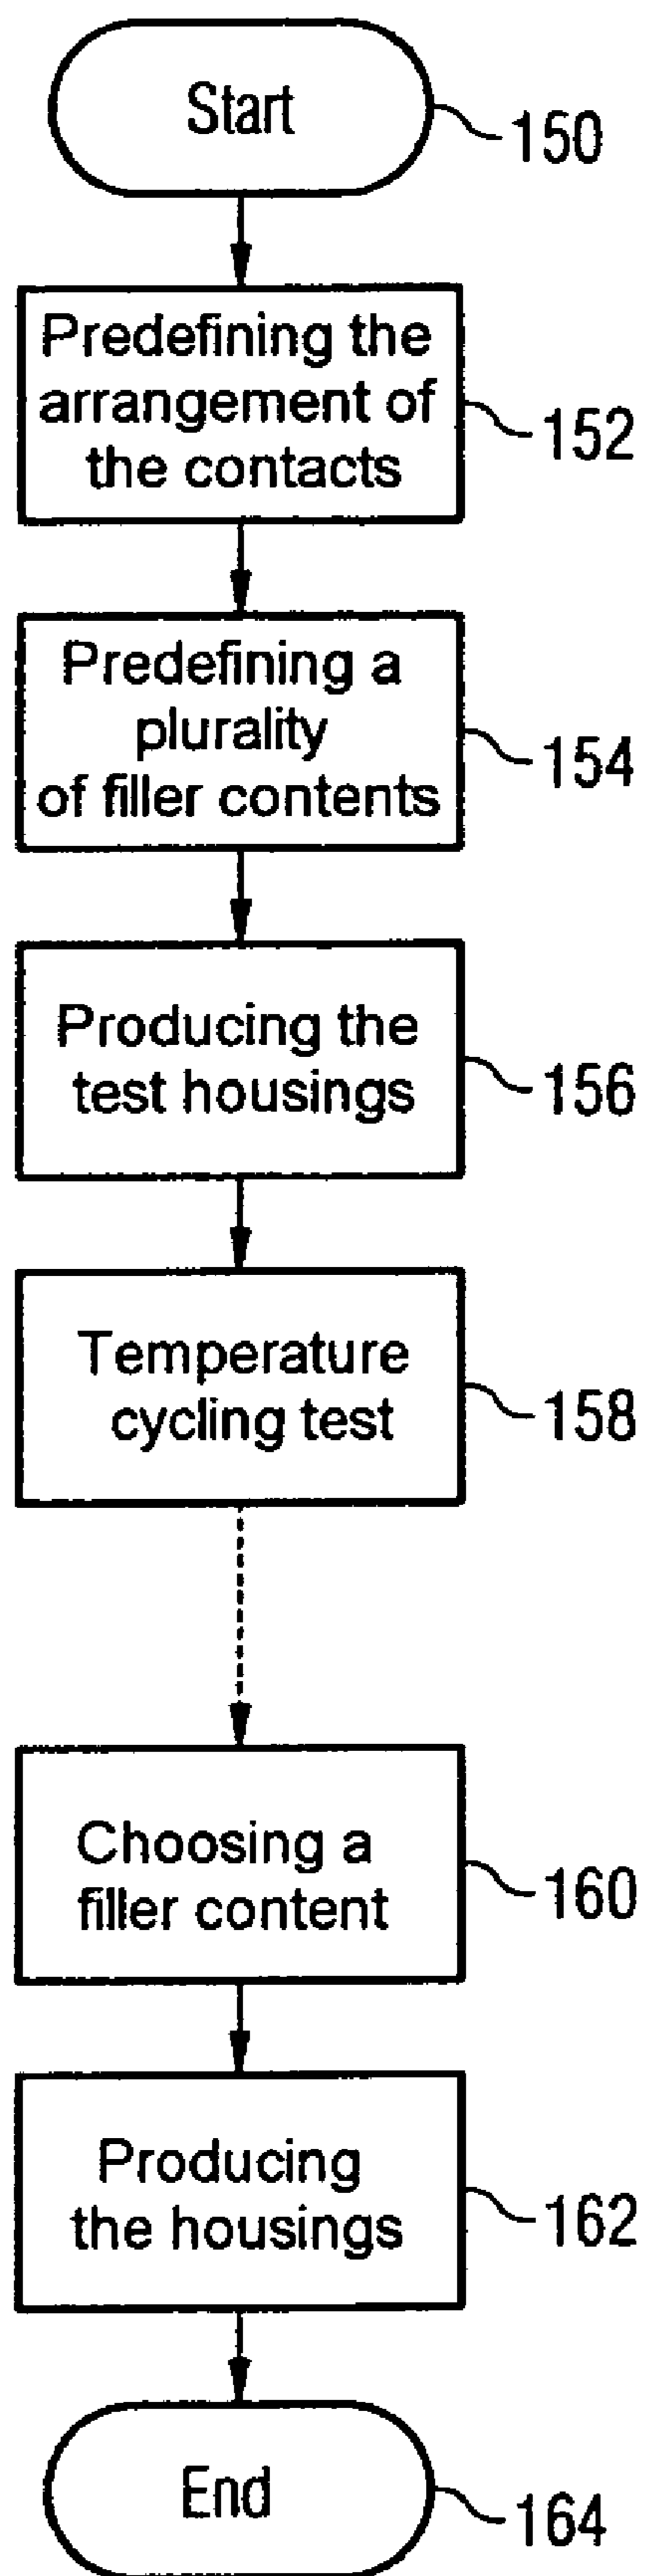 Start
150
Predefining the
arrangement of
the contacts
152
Predefining a
plurality
of filler contents
154
Producing the
test housings
156
Temperature
cycling test
158
Choosing a
filler content
160
Producing
the housings
162
End
164